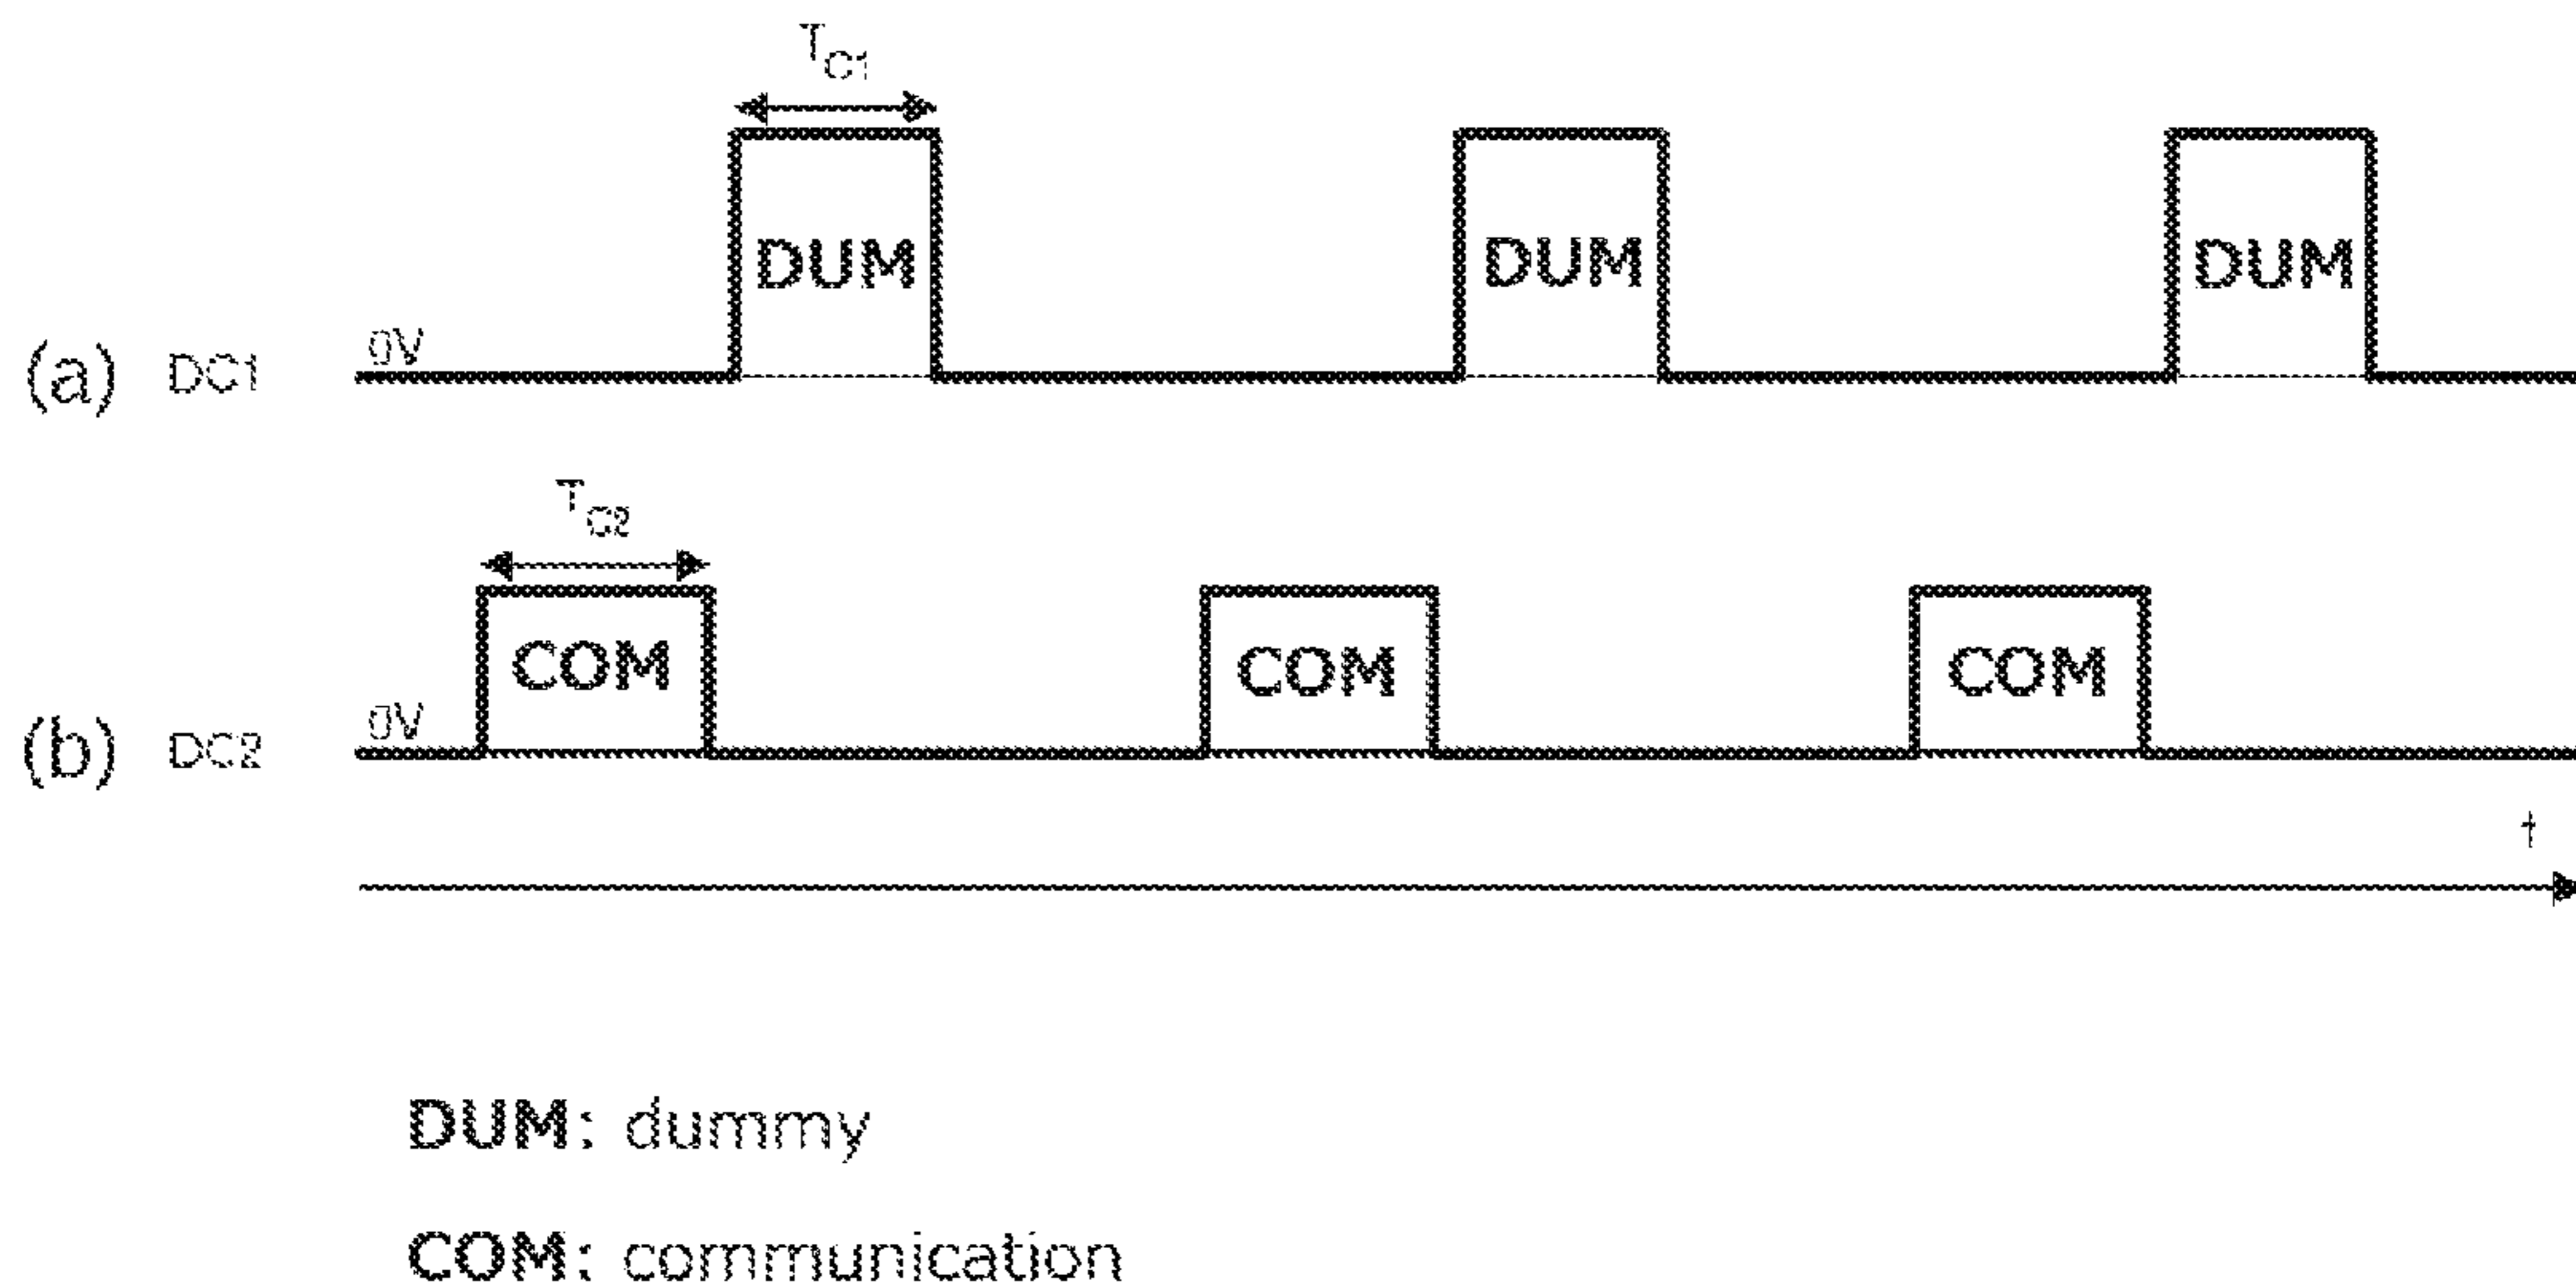 TC1
DUM DUM DUM
0V
(a) DC1
TC2
COM COM COM
0V
(b) DC2
t
DUM: dummy
COM: communication